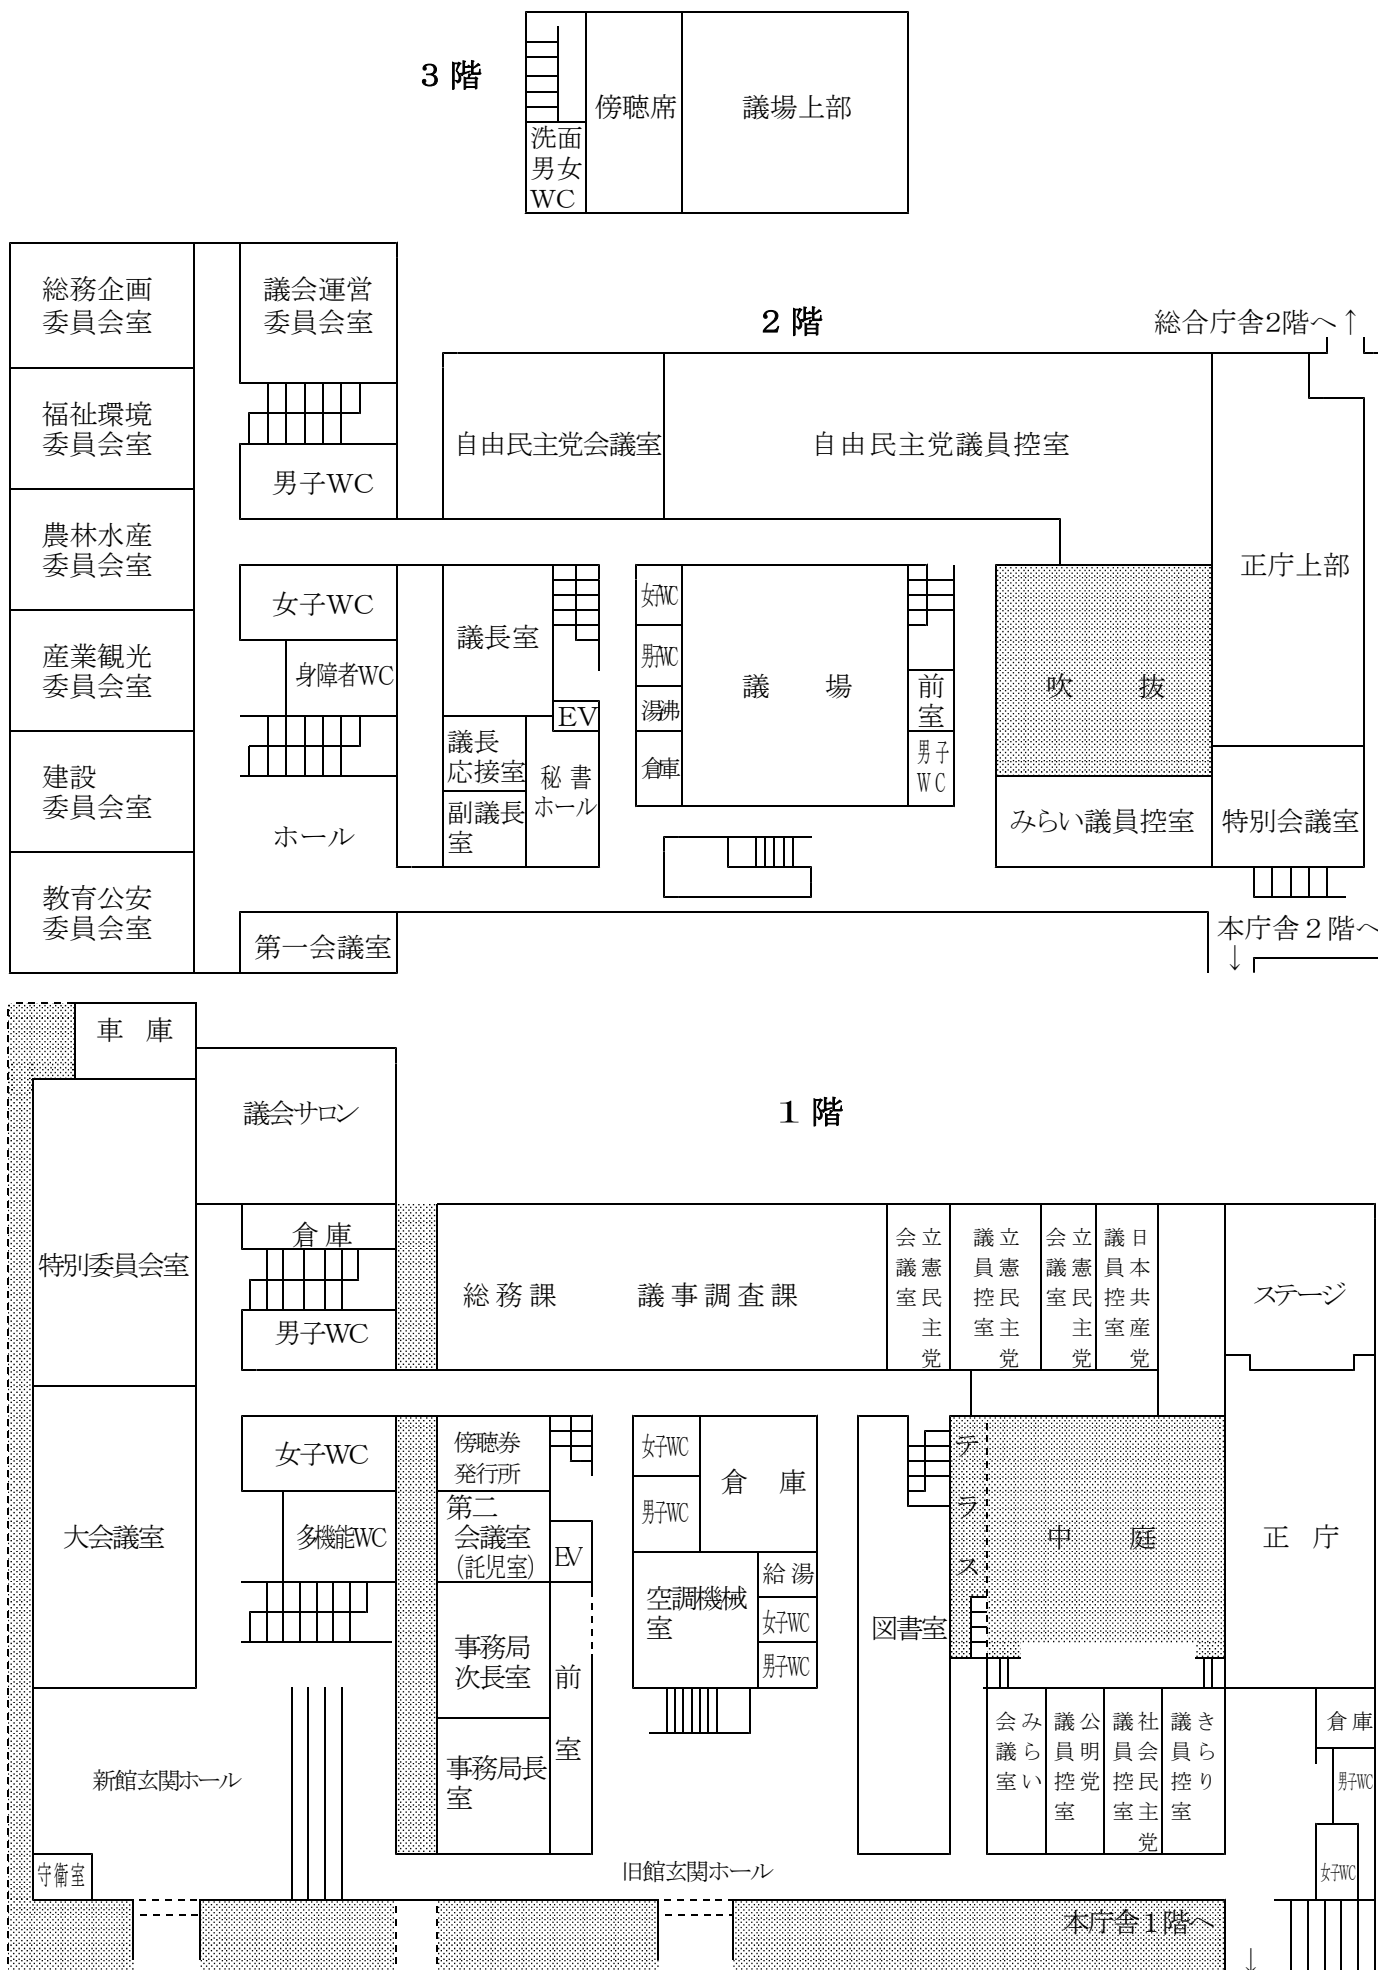 3 階
傍聴席
議場上部
洗面
男女
WC
総務企画
委員会室
議会運営
委員会室
2 階
総合庁舎2階へ↑
福祉環境
委員会室
自由民主党会議室
自由民主党議員控室
男子WC
農林水産
委員会室
正庁上部
女子WC
議長室
女子WC
産業観光
委員会室
身障者WC
男子WC
議 場
前
室
吹 抜
湯沸
EV
議長
応接室
秘 書
ホール
倉庫
男子
WC
建設
委員会室
副議長
室
ホール
みらい議員控室
特別会議室
教育公安
委員会室
第一会議室
本庁舎2階へ
↓
車 庫
議会サロン
1 階
特別委員会室
倉 庫
男子WC
総 務 課
議 事 調 査 課
立憲民主党
会議室
立憲民主党
議員控室
立憲民主党
会議室
日本共産党
議員控室
ステージ
大会議室
女子WC
多機能WC
傍聴券
発行所
第二
会議室
(託児室)
EV
女子WC
男子WC
倉 庫
空調機械
室
給 湯
女子WC
男子WC
図書室
テラス
中 庭
正 庁
事務局
次長室
前
室
事務局長
室
新館玄関ホール
守衛室
旧館玄関ホール
みらい
会議室
公明党
議員控室
社会民主党
議員控室
きらり
議員控室
倉 庫
男子WC
女子WC
本庁舎1階へ
↓